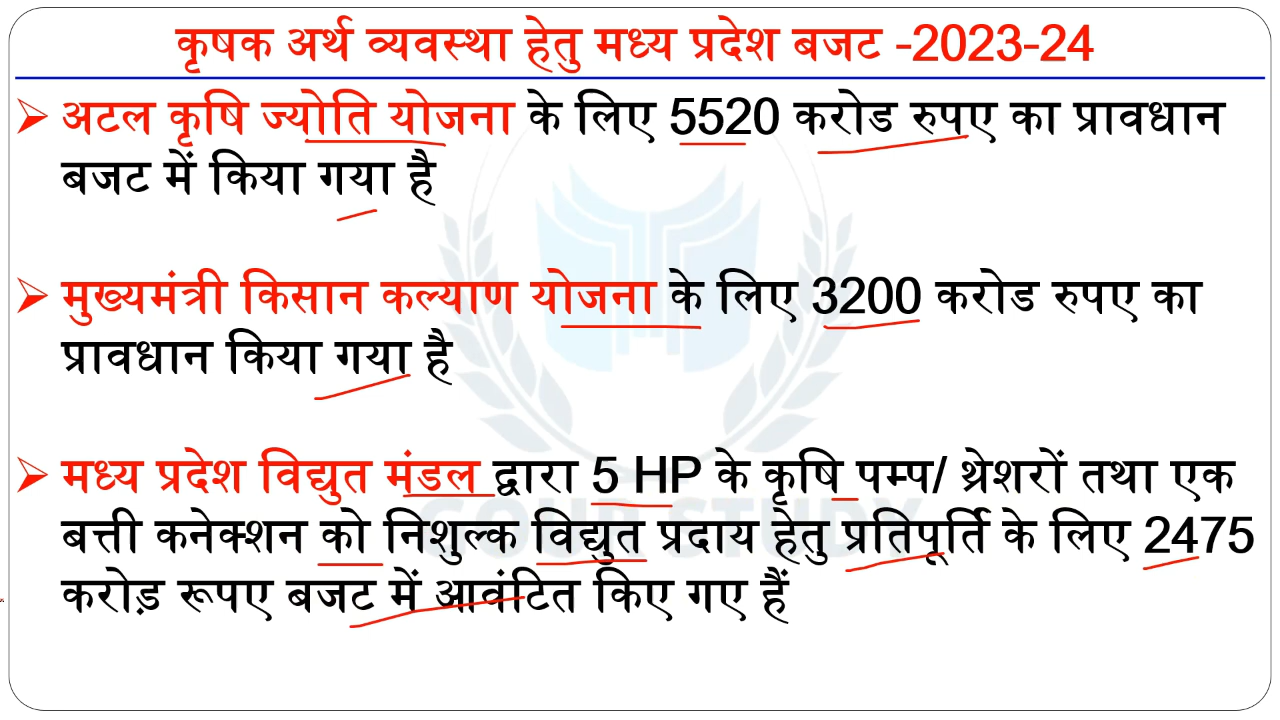 कृषक अर्थ व्यवस्था हेतु मध्य प्रदेश बजट -2023-24
अटल कृषि ज्योति योजना के लिए 5520 करोड रुपए का प्रावधान
बजट में किया गया है
मुख्यमंत्री किसान कल्याण योजना के लिए 3200 करोड रुपए का
प्रावधान किया गया है
मध्य प्रदेश विद्युत मंडल द्वारा 5 HP के कृषि पम्प/ थ्रेशरों तथा एक
बत्ती कनेक्शन को निशुल्क विद्युत प्रदाय हेतु प्रतिपूर्ति के लिए 2475
करोड़ रूपए बजट में आवंटित किए गए हैं